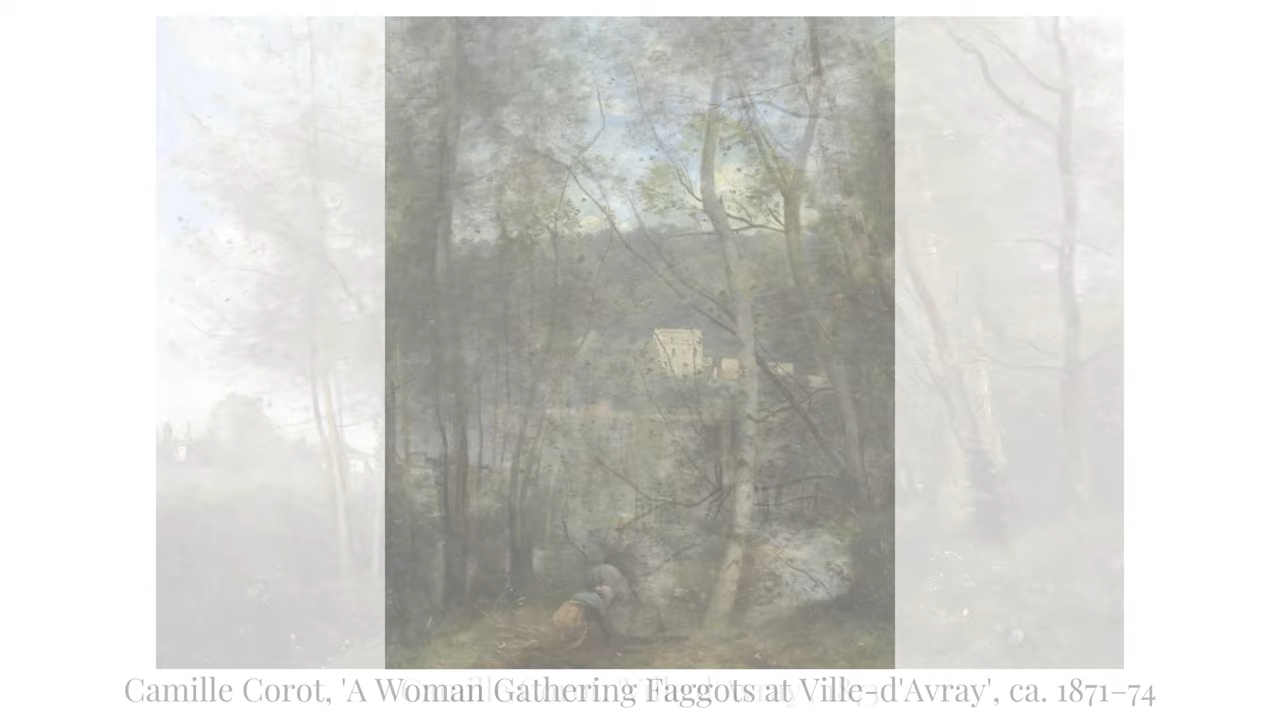 Camille Corot, 'A Woman Gathering Faggots at Ville-d'Avray', ca. 1871–74